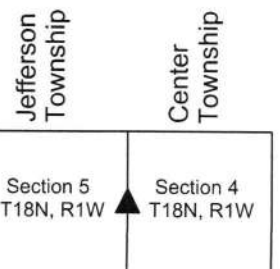 Jefferson
Township
Center
Township
Section 5
T18N, R1W
Section 4
T18N, R1W